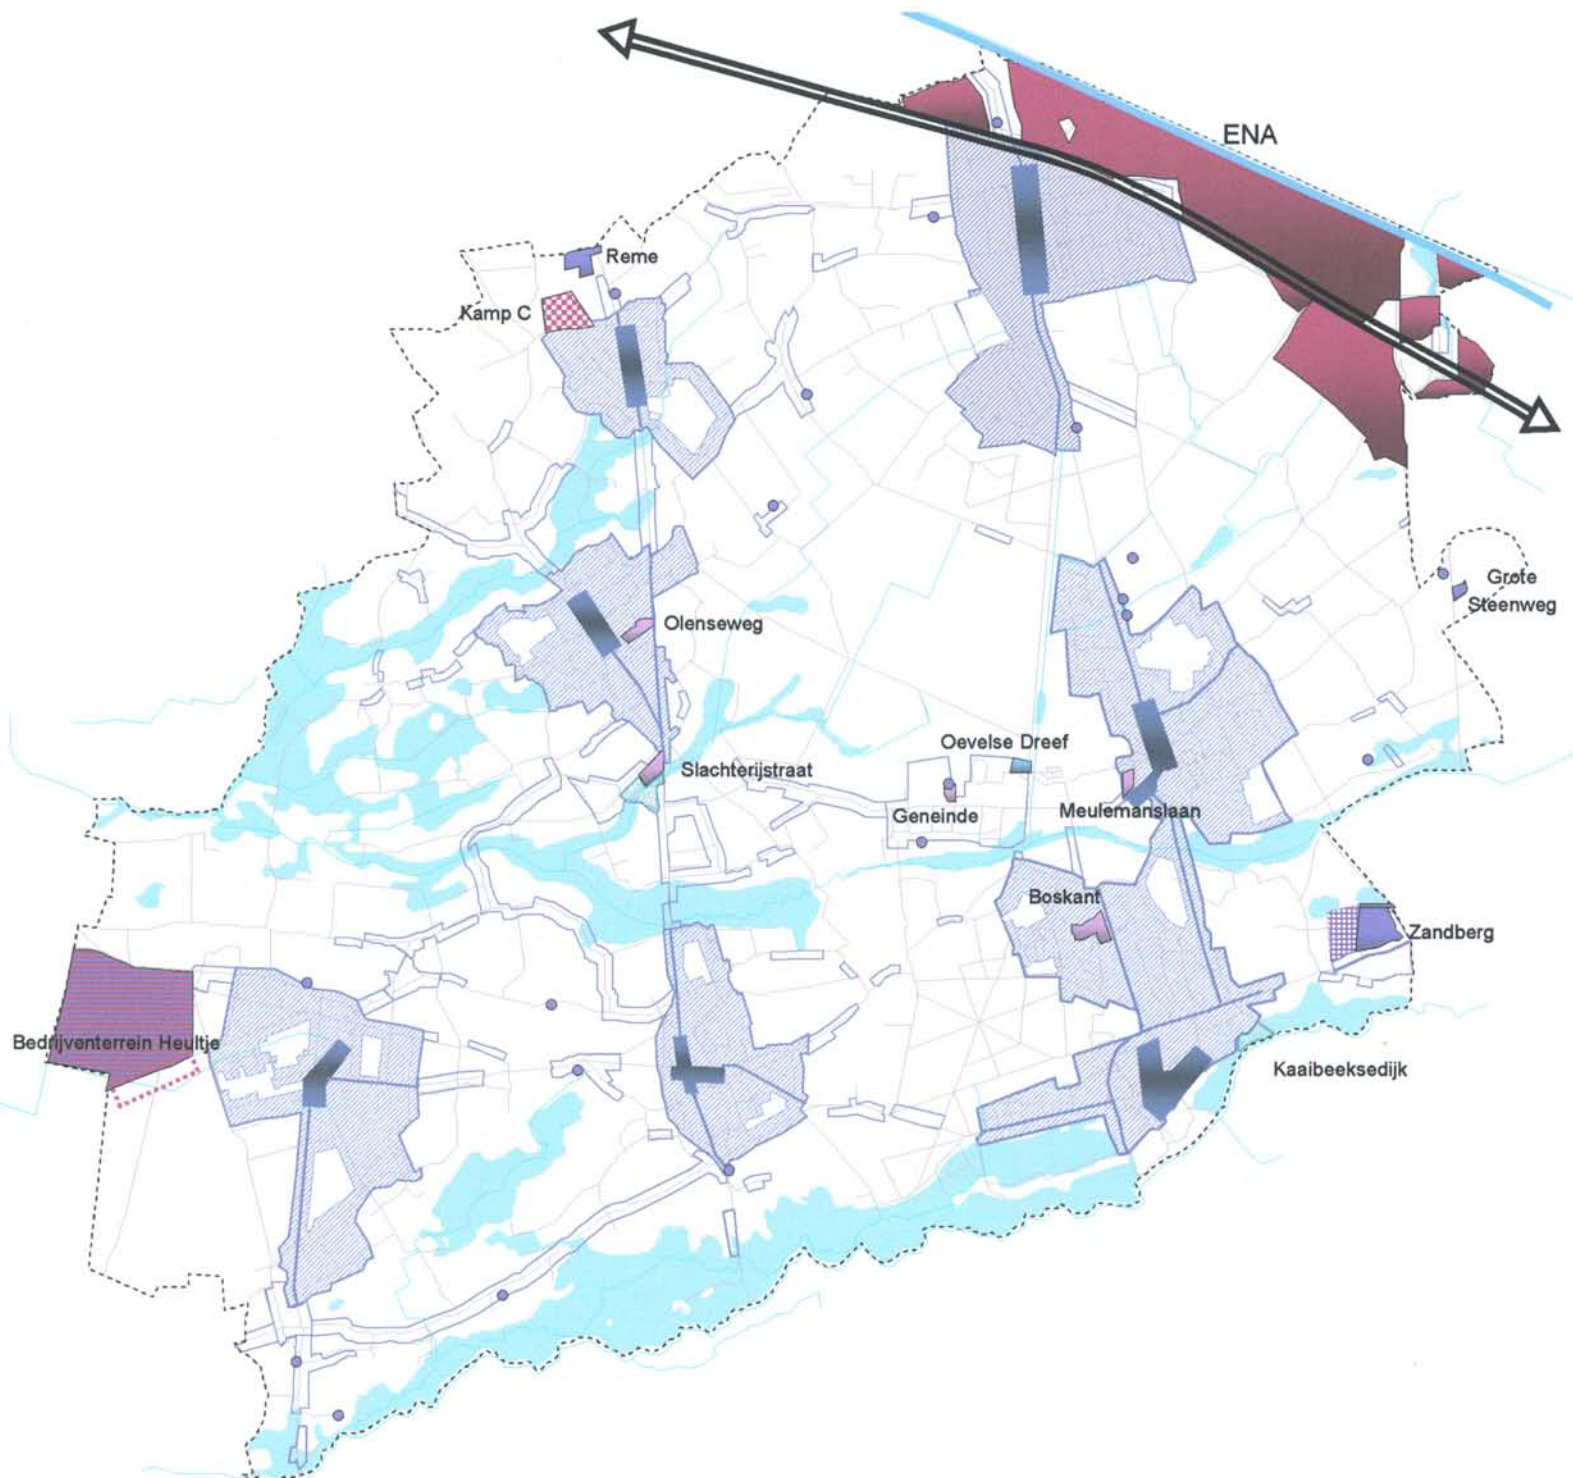 ENA
Reme
Kamp C
Grote
Steenweg
Olenseweg
Oevelse Dreef
Slachterijstraat
Geneinde
Meulemanslaan
Boskant
Zandberg
Bedrijventerrein Heultje
Kaaibeeksedijk